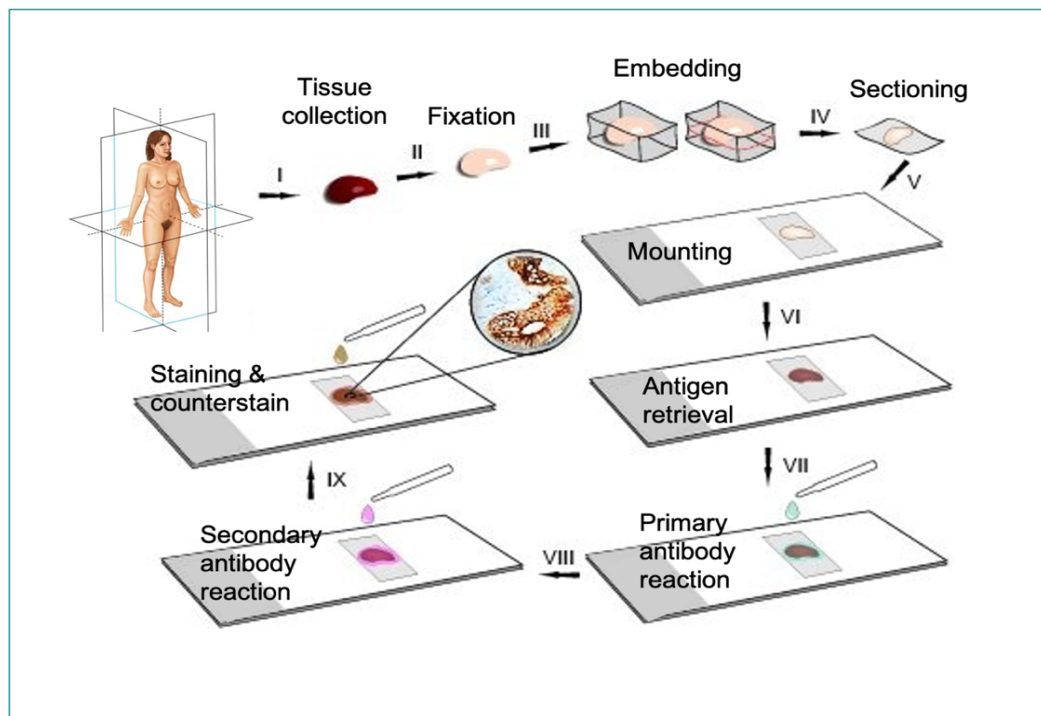 Tissue
collection
I
Fixation
II
Embedding
III
Sectioning
IV
V
Mounting
VI
Antigen
retrieval
VII
Primary
antibody
reaction
VIII
Secondary
antibody
reaction
IX
Staining &
counterstain